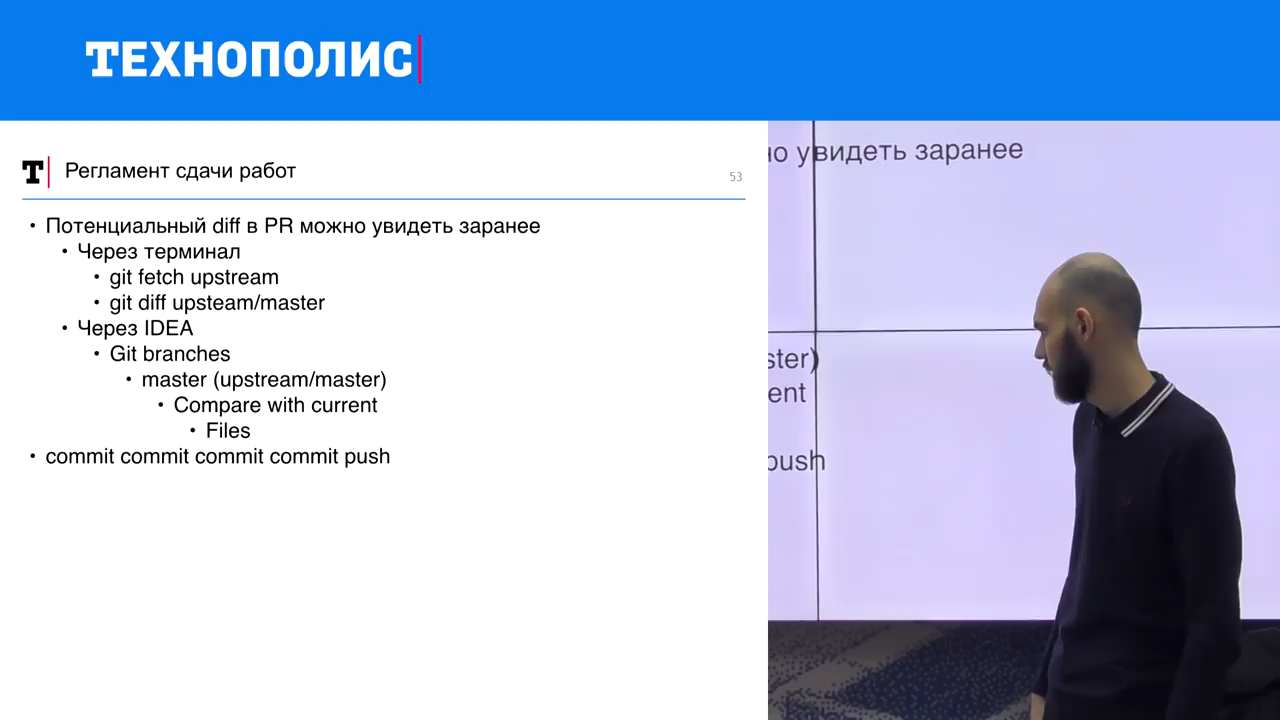 ТЕХНОПОЛИС
Т Регламент сдачи работ
53
• Потенциальный diff в PR можно увидеть заранее
• Через терминал
• git fetch upstream
• git diff upsteam/master
• Через IDEA
• Git branches
• master (upstream/master)
• Compare with current
• Files
• commit commit commit commit push
но увидеть заранее
ster)
ent
push